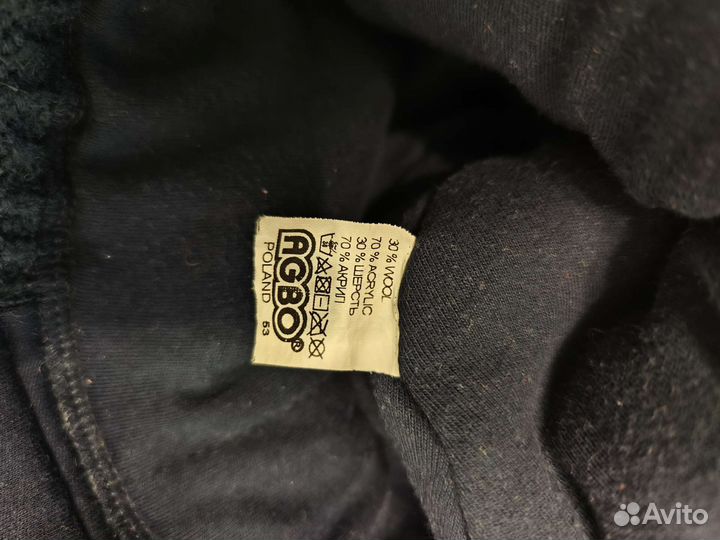 30 % WOOL
70 % ACRYLIC
30 % ШЕРСТЬ
70 % АКРИЛ
AGBO®
POLAND 53
Avito